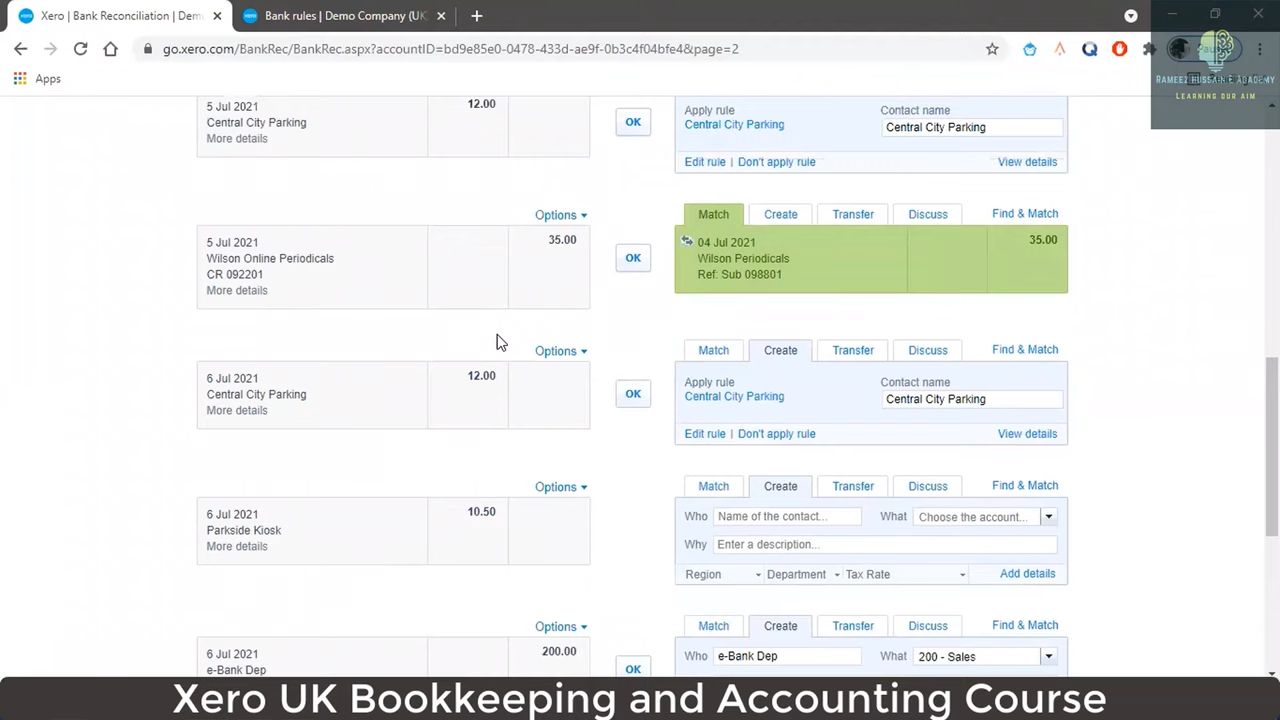 Xero | Bank Reconciliation | Demo
Bank rules | Demo Company (UK
go.xero.com/BankRec/BankRec.aspx?accountID=bd9e85e0-0478-433d-ae9f-0b3c4f04bfe4&page=2
Apps
RAMEEZ HUSSAIN E ACADEMY
LEARNING OUR AIM
5 Jul 2021
Central City Parking
More details
12.00
OK
Apply rule
Central City Parking
Contact name
Central City Parking
Edit rule | Don't apply rule
View details
Options
Match
Create
Transfer
Discuss
Find & Match
5 Jul 2021
Wilson Online Periodicals
CR 092201
More details
35.00
OK
04 Jul 2021
Wilson Periodicals
Ref: Sub 098801
35.00
Options
Match
Create
Transfer
Discuss
Find & Match
6 Jul 2021
Central City Parking
More details
12.00
OK
Apply rule
Central City Parking
Contact name
Central City Parking
Edit rule | Don't apply rule
View details
Options
Match
Create
Transfer
Discuss
Find & Match
6 Jul 2021
Parkside Kiosk
More details
10.50
Who
Name of the contact...
What
Choose the account...
Why
Enter a description...
Region
Department
Tax Rate
Add details
Options
Match
Create
Transfer
Discuss
Find & Match
6 Jul 2021
e-Bank Dep
200.00
OK
Who
e-Bank Dep
What
200 - Sales
Xero UK Bookkeeping and Accounting Course